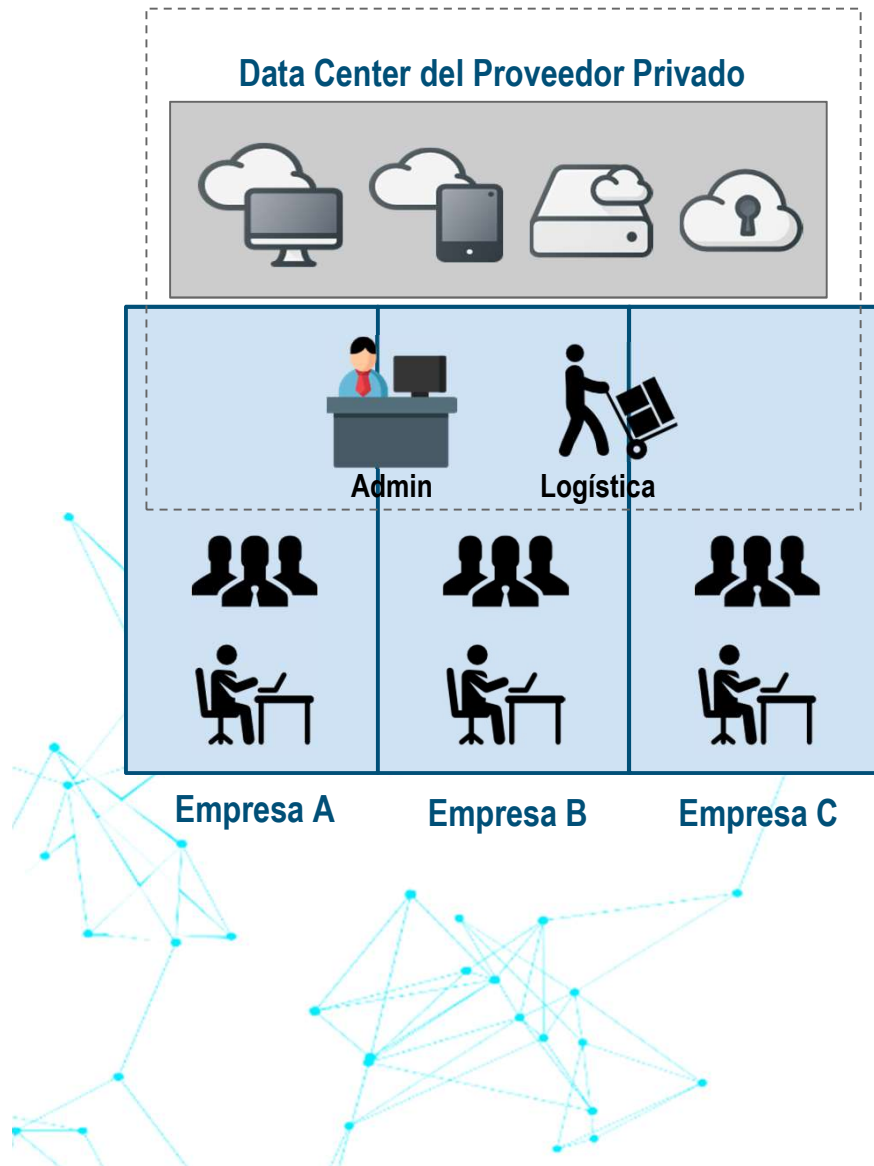 Data Center del Proveedor Privado
Admin
Logística
Empresa A
Empresa B
Empresa C